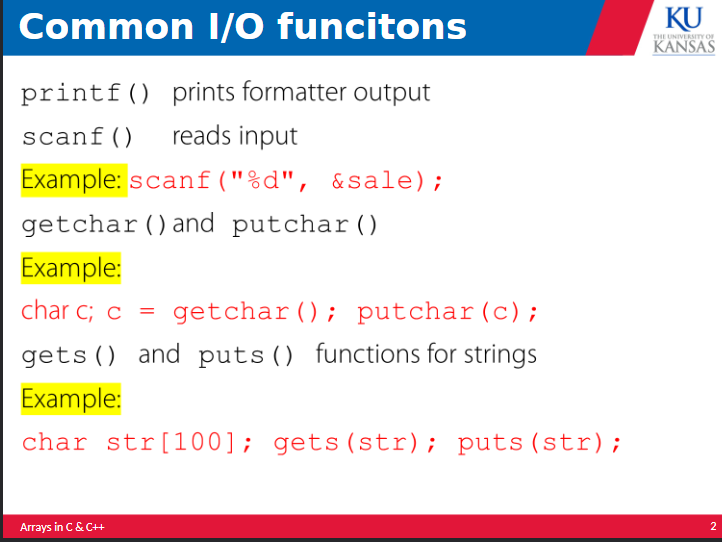 Common I/O funcitons
KU
THE UNIVERSITY OF
KANSAS
printf() prints formatter output
scanf() reads input
Example: scanf("%d", &sale);
getchar() and putchar()
Example:
char c; c = getchar(); putchar(c);
gets() and puts() functions for strings
Example:
char str[100]; gets(str); puts(str);
Arrays in C & C++
2